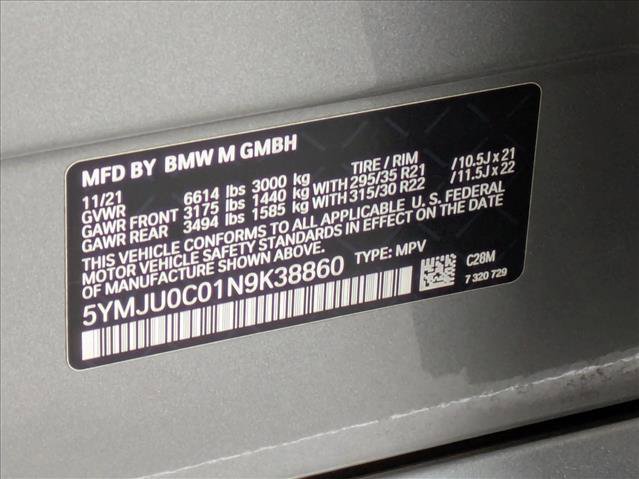 MFD BY BMW M GMBH
11/21
GVWR 6614 lbs 3000 kg TIRE / RIM
GAWR FRONT 3175 lbs 1440 kg WITH 295/35 R21 /10.5J x 21
GAWR REAR 3494 lbs 1585 kg WITH 315/30 R22 /11.5J x 22
THIS VEHICLE CONFORMS TO ALL APPLICABLE U. S. FEDERAL
MOTOR VEHICLE SAFETY STANDARDS IN EFFECT ON THE DATE
OF MANUFACTURE SHOWN ABOVE.
5YMJU0C01N9K38860 TYPE: MPV
C28M
7 320 729